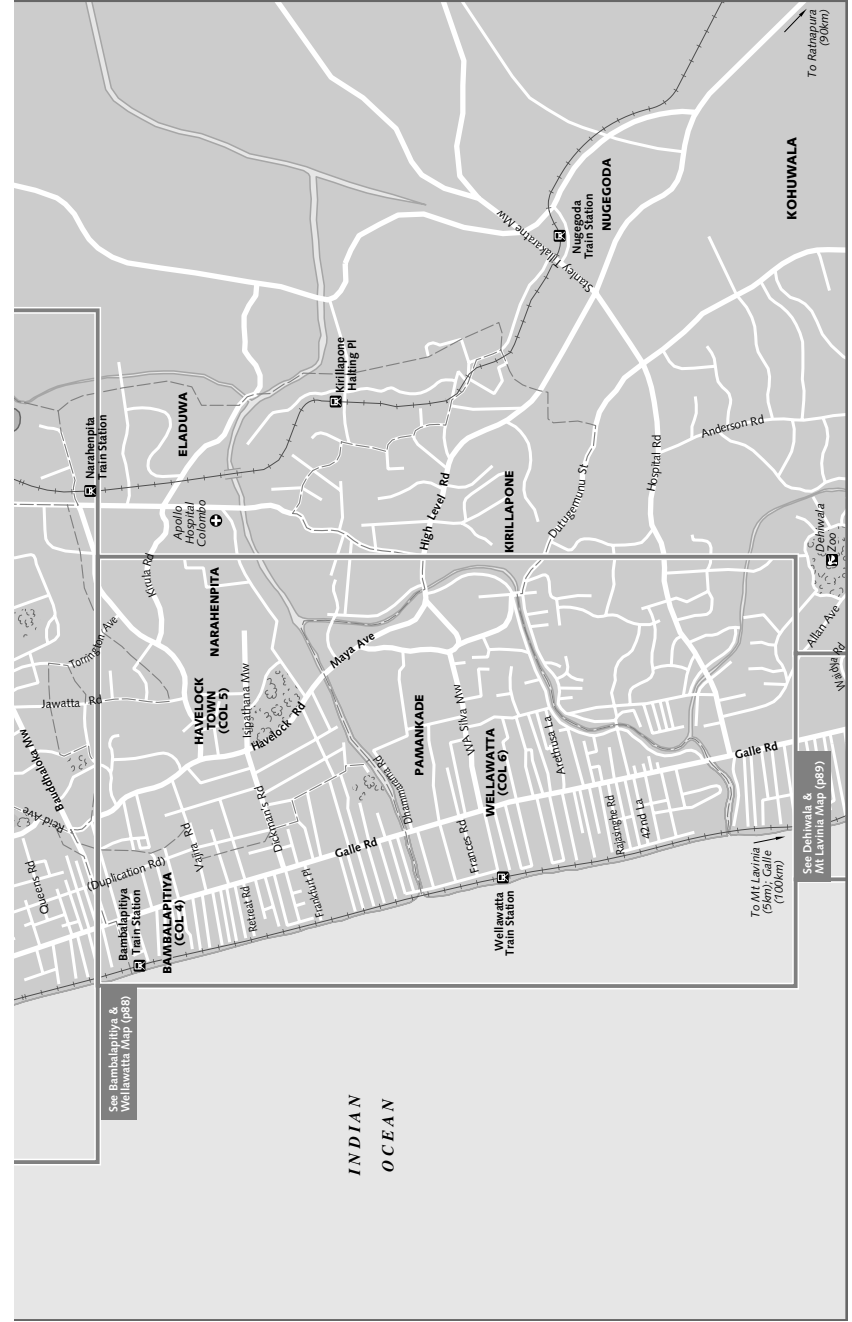 To Ratnapura
(90km)
KOHUWALA
NUGEGODA
Nugegoda
Train Station
Stanley Tillakaratne Mw
Kirillapone
Halting Pl
ELADUWA
Narahenpita
Train Station
Apollo
Hospital
Colombo
High Level Rd
KIRILLAPONE
Dutugemunu St
Hospital Rd
Anderson Rd
Dehiwala
Zoo
Allan Ave
Kirula Rd
NARAHENPITA
Torrington Ave
Jawatta Rd
HAVELOCK
TOWN
(COL 5)
Isipathana Mw
Havelock Rd
Maya Ave
PAMANKADE
WA Silva Mw
WELLAWATTA
(COL 6)
Arethusa La
Galle Rd
Bauddhaloka Mw
Reid Ave
Queens Rd
(Duplication Rd)
Vajira Rd
Dickman's Rd
Galle Rd
Dhammarama Rd
Frances Rd
Rajasinghe Rd
42nd La
Bambalapitiya
Train Station
BAMBALAPITIYA
(COL 4)
Retreat Rd
Frankfurt Pl
Wellawatta
Train Station
To Mt Lavinia
(5km); Galle
(100km)
See Dehiwala &
Mt Lavinia Map (p89)
See Bambalapitiya &
Wellawatta Map (p88)
INDIAN
OCEAN